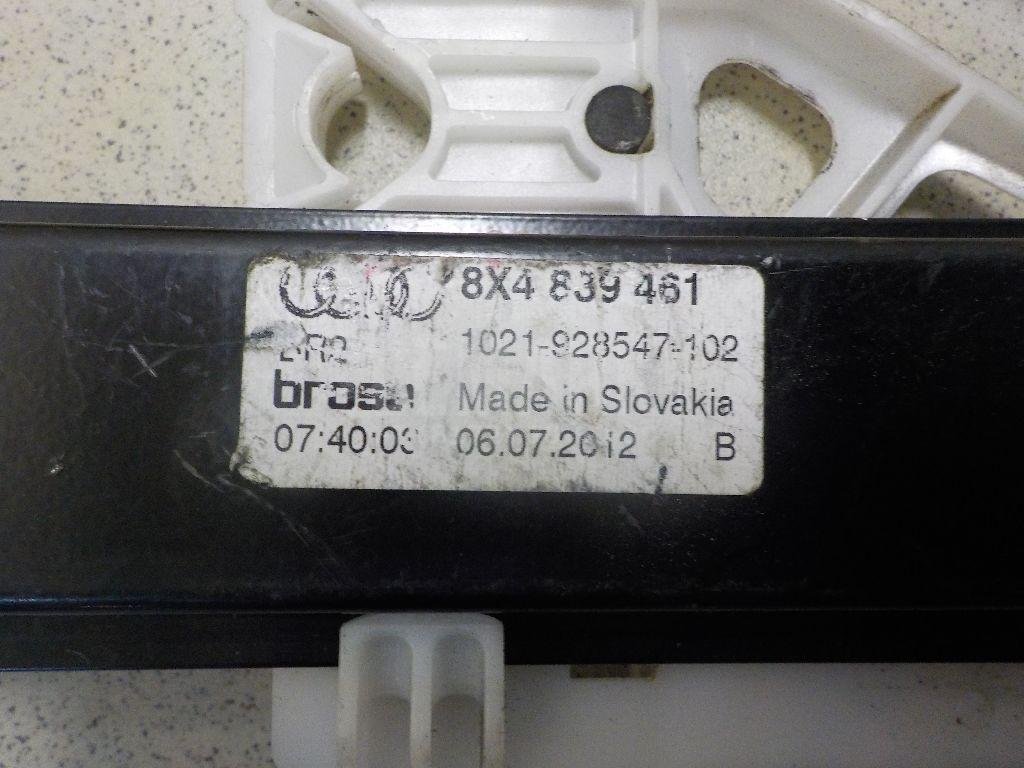 8X4 839 461
1021-928547-102
brose Made in Slovakia
07:40:03 06.07.2012 B